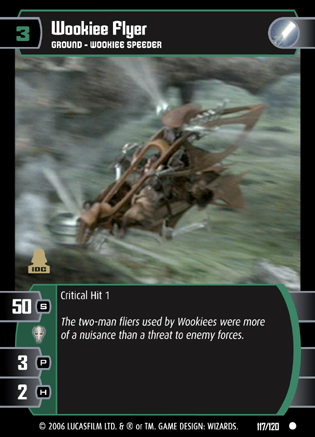 3
Wookiee Flyer
GROUND - WOOKIEE SPEEDER
IDC
50 S
Critical Hit 1
The two-man fliers used by Wookiees were more
of a nuisance than a threat to enemy forces.
3 P
2 H
© 2006 LUCASFILM LTD. & ® or TM. GAME DESIGN: WIZARDS. 117/120